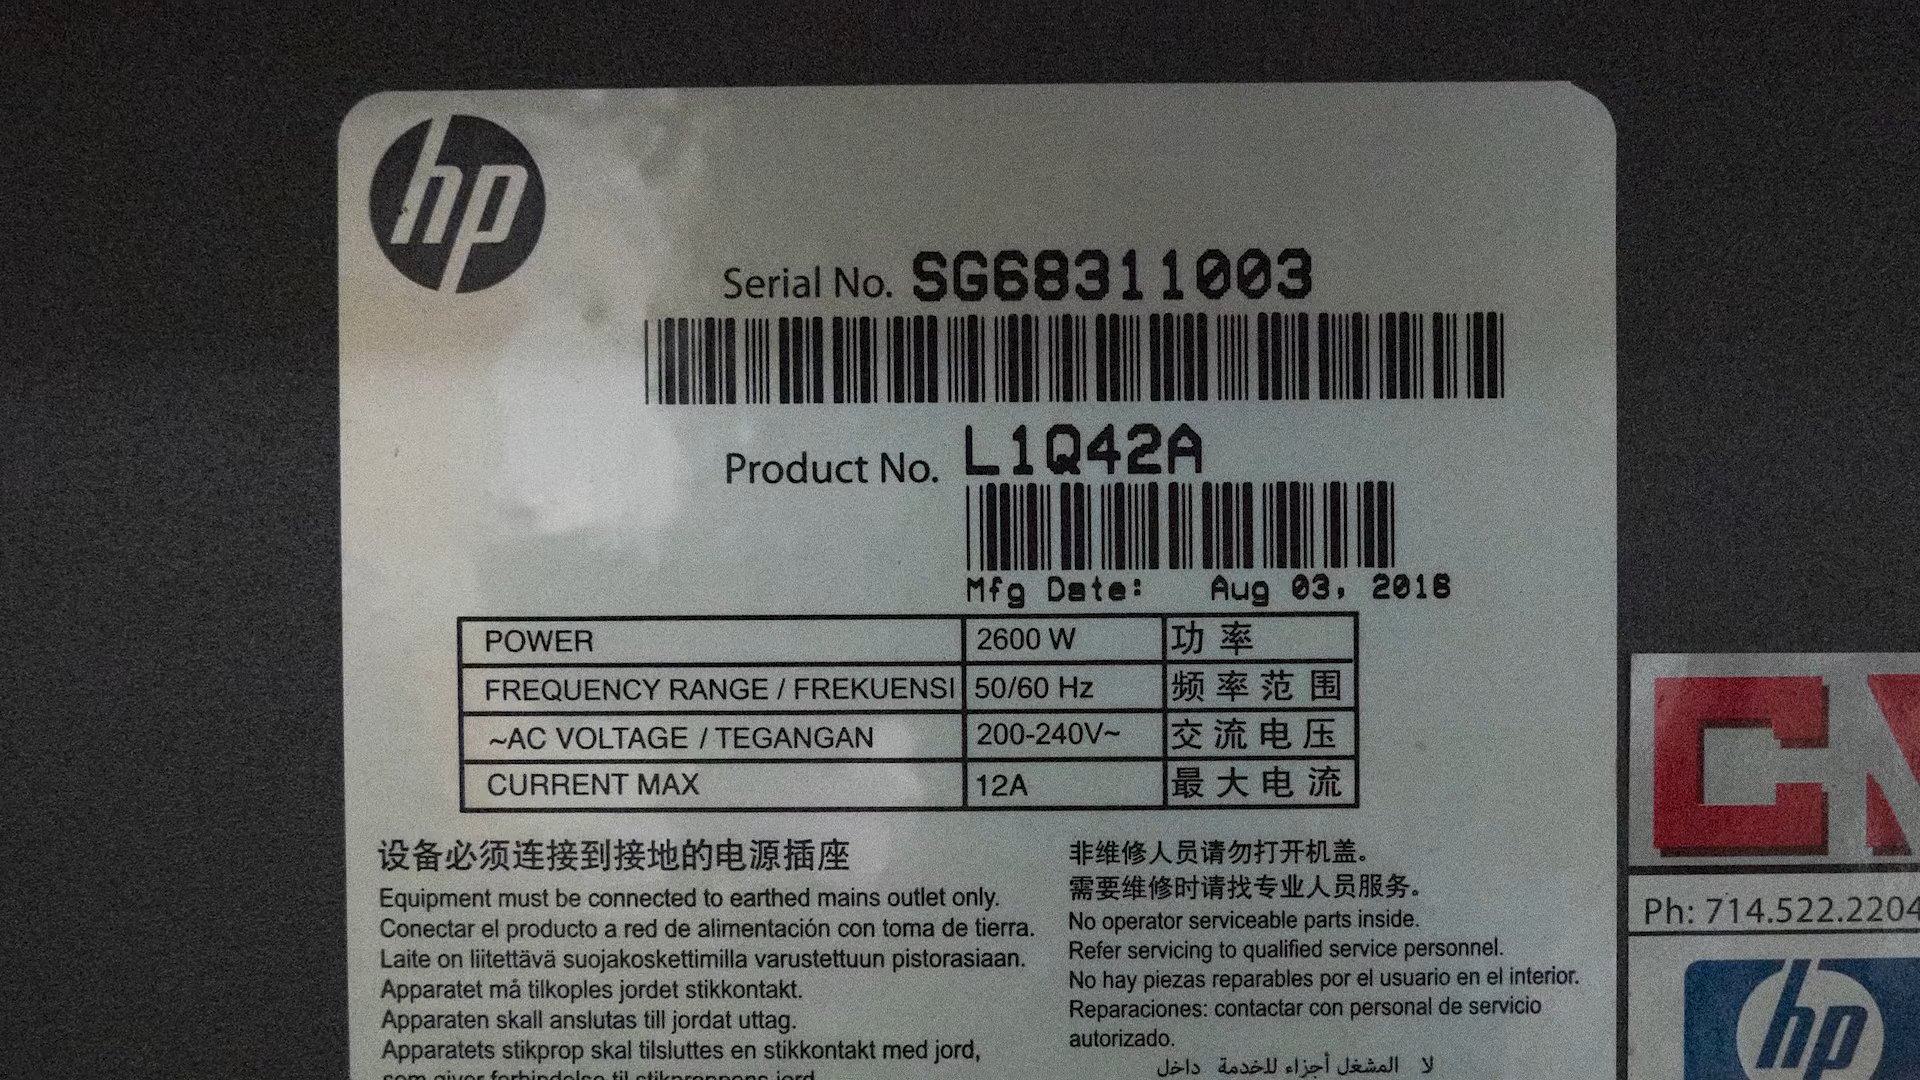 hp
Serial No. SG68311003
Product No. L1Q42A
Mfg Date: Aug 03, 2016
POWER 2600 W 功率
FREQUENCY RANGE / FREKUENSI 50/60 Hz 频率范围
~AC VOLTAGE / TEGANGAN 200-240V~ 交流电压
CURRENT MAX 12A 最大电流
设备必须连接到接地的电源插座
Equipment must be connected to earthed mains outlet only.
Conectar el producto a red de alimentación con toma de tierra.
Laite on liitettävä suojakoskettimilla varustettuun pistorasiaan.
Apparatet må tilkoples jordet stikkontakt.
Apparaten skall anslutas till jordat uttag.
Apparatets stikprop skal tilsluttes en stikkontakt med jord,
som giver forbindelse til stikproppens jord
非维修人员请勿打开机盖。
需要维修时请找专业人员服务。
No operator serviceable parts inside.
Refer servicing to qualified service personnel.
No hay piezas reparables por el usuario en el interior.
Reparaciones: contactar con personal de servicio
autorizado.
لا المشغل أجزاء للخدمة داخل
Ph: 714.522.2204
hp